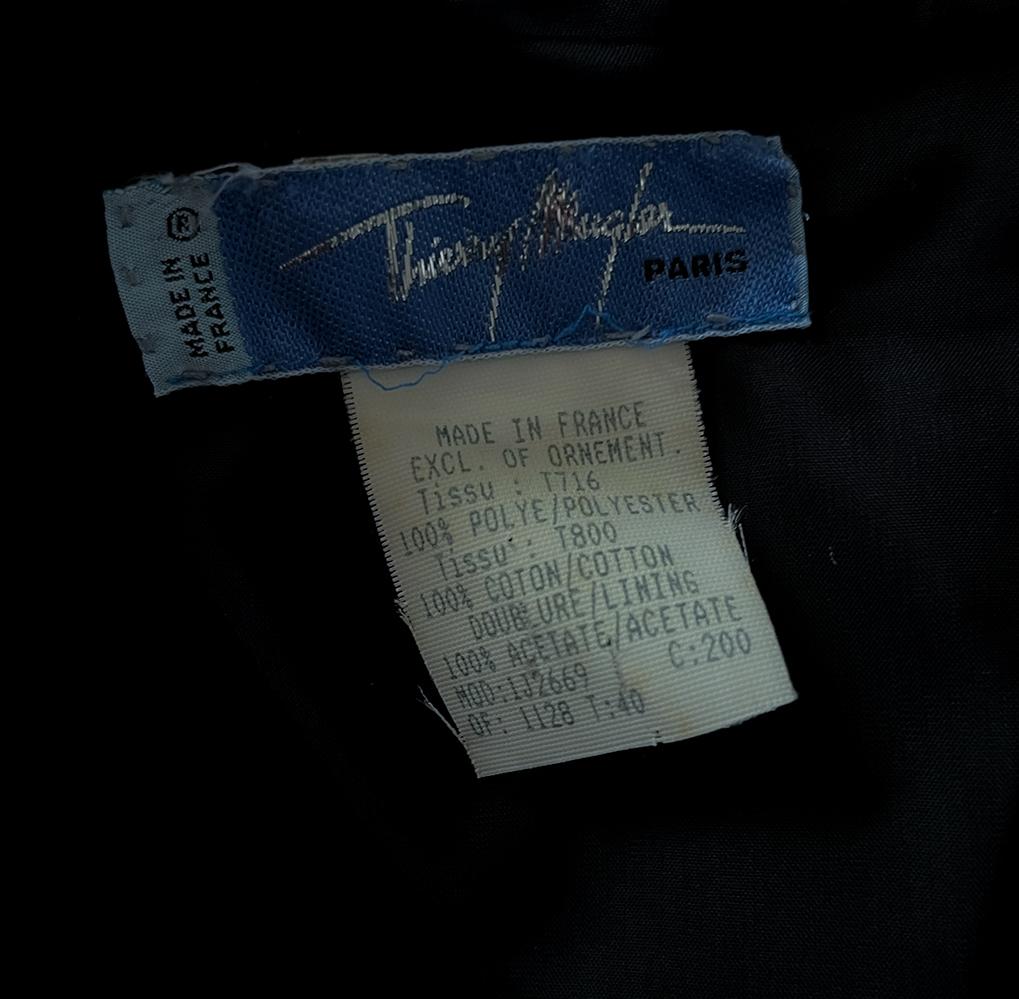 MADE IN
FRANCE
®
Thierry Mugler
PARIS
MADE IN FRANCE
EXCL. OF ORNEMENT.
Tissu : T716
100% POLYE/POLYESTER
Tissu : T800
100% COTON/COTTON
DOUBLURE/LINING
100% ACETATE/ACETATE
C:200
MOD:1J2669
OF: 1128 T:40